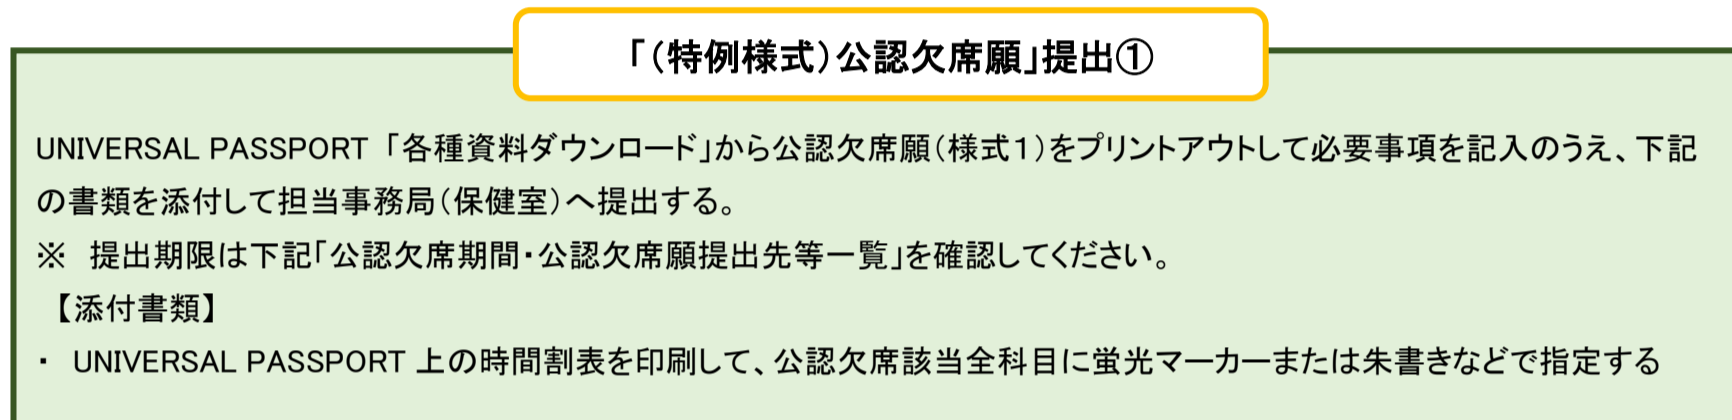 「（特例様式）公認欠席願」提出①
UNIVERSAL PASSPORT 「各種資料ダウンロード」から公認欠席願（様式１）をプリントアウトして必要事項を記入のうえ、下記
の書類を添付して担当事務局（保健室）へ提出する。
※　提出期限は下記「公認欠席期間・公認欠席願提出先等一覧」を確認してください。
【添付書類】
・ UNIVERSAL PASSPORT 上の時間割表を印刷して、公認欠席該当全科目に蛍光マーカーまたは朱書きなどで指定する